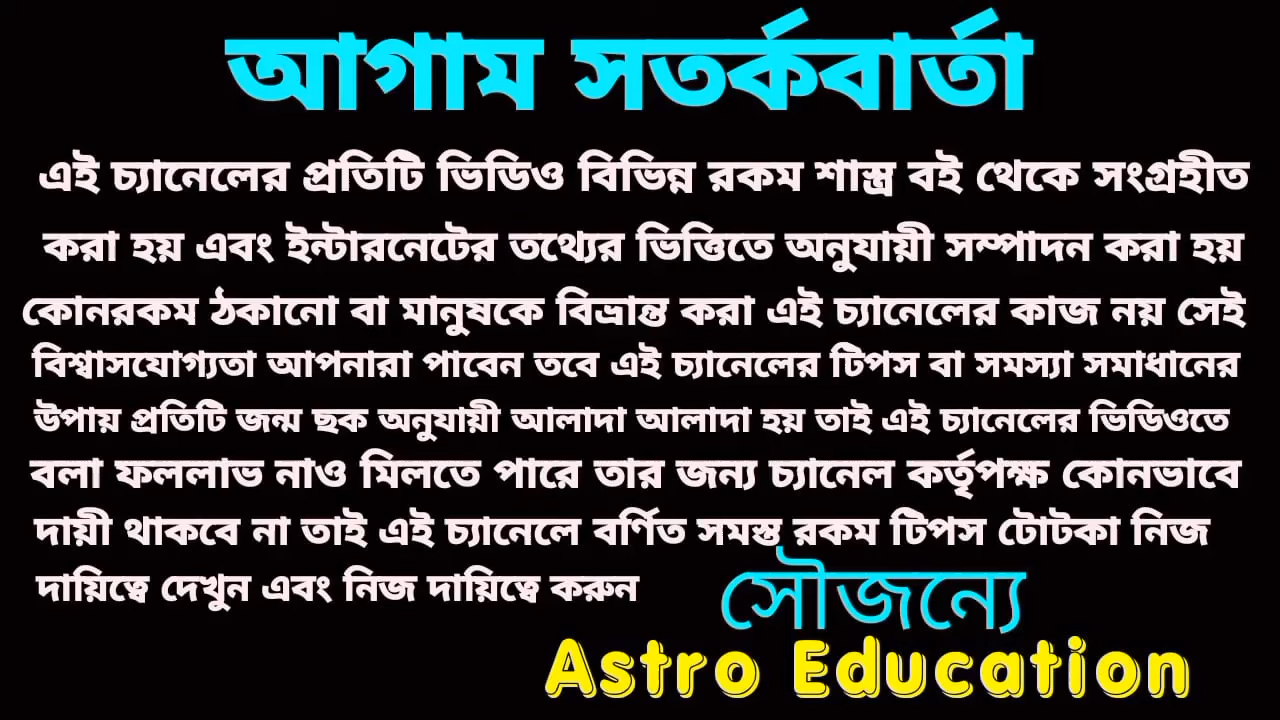 আগাম সতর্কবার্তা
এই চ্যানেলের প্রতিটি ভিডিও বিভিন্ন রকম শাস্ত্র বই থেকে সংগ্রহীত
করা হয় এবং ইন্টারনেটের তথ্যের ভিত্তিতে অনুযায়ী সম্পাদন করা হয়
কোনরকম ঠকানো বা মানুষকে বিভ্রান্ত করা এই চ্যানেলের কাজ নয় সেই
বিশ্বাসযোগ্যতা আপনারা পাবেন তবে এই চ্যানেলের টিপস বা সমস্যা সমাধানের
উপায় প্রতিটি জন্ম ছক অনুযায়ী আলাদা আলাদা হয় তাই এই চ্যানেলের ভিডিওতে
বলা ফললাভ নাও মিলতে পারে তার জন্য চ্যানেল কর্তৃপক্ষ কোনভাবে
দায়ী থাকবে না তাই এই চ্যানেলে বর্ণিত সমস্ত রকম টিপস টোটকা নিজ
দায়িত্বে দেখুন এবং নিজ দায়িত্বে করুন
সৌজন্যে
Astro Education